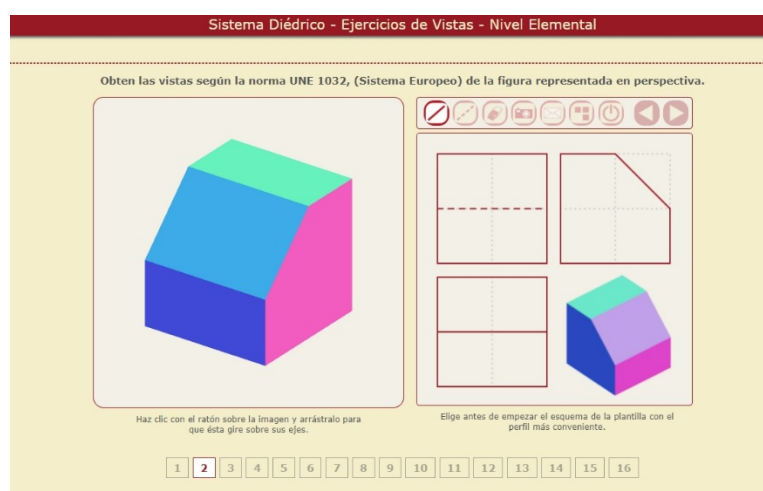 Sistema Diédrico - Ejercicios de Vistas - Nivel Elemental
Obten las vistas según la norma UNE 1032, (Sistema Europeo) de la figura representada en perspectiva.
Haz clic con el ratón sobre la imagen y arrástralo para
que ésta gire sobre sus ejes.
Elige antes de empezar el esquema de la plantilla con el
perfil más conveniente.
1 2 3 4 5 6 7 8 9 10 11 12 13 14 15 16